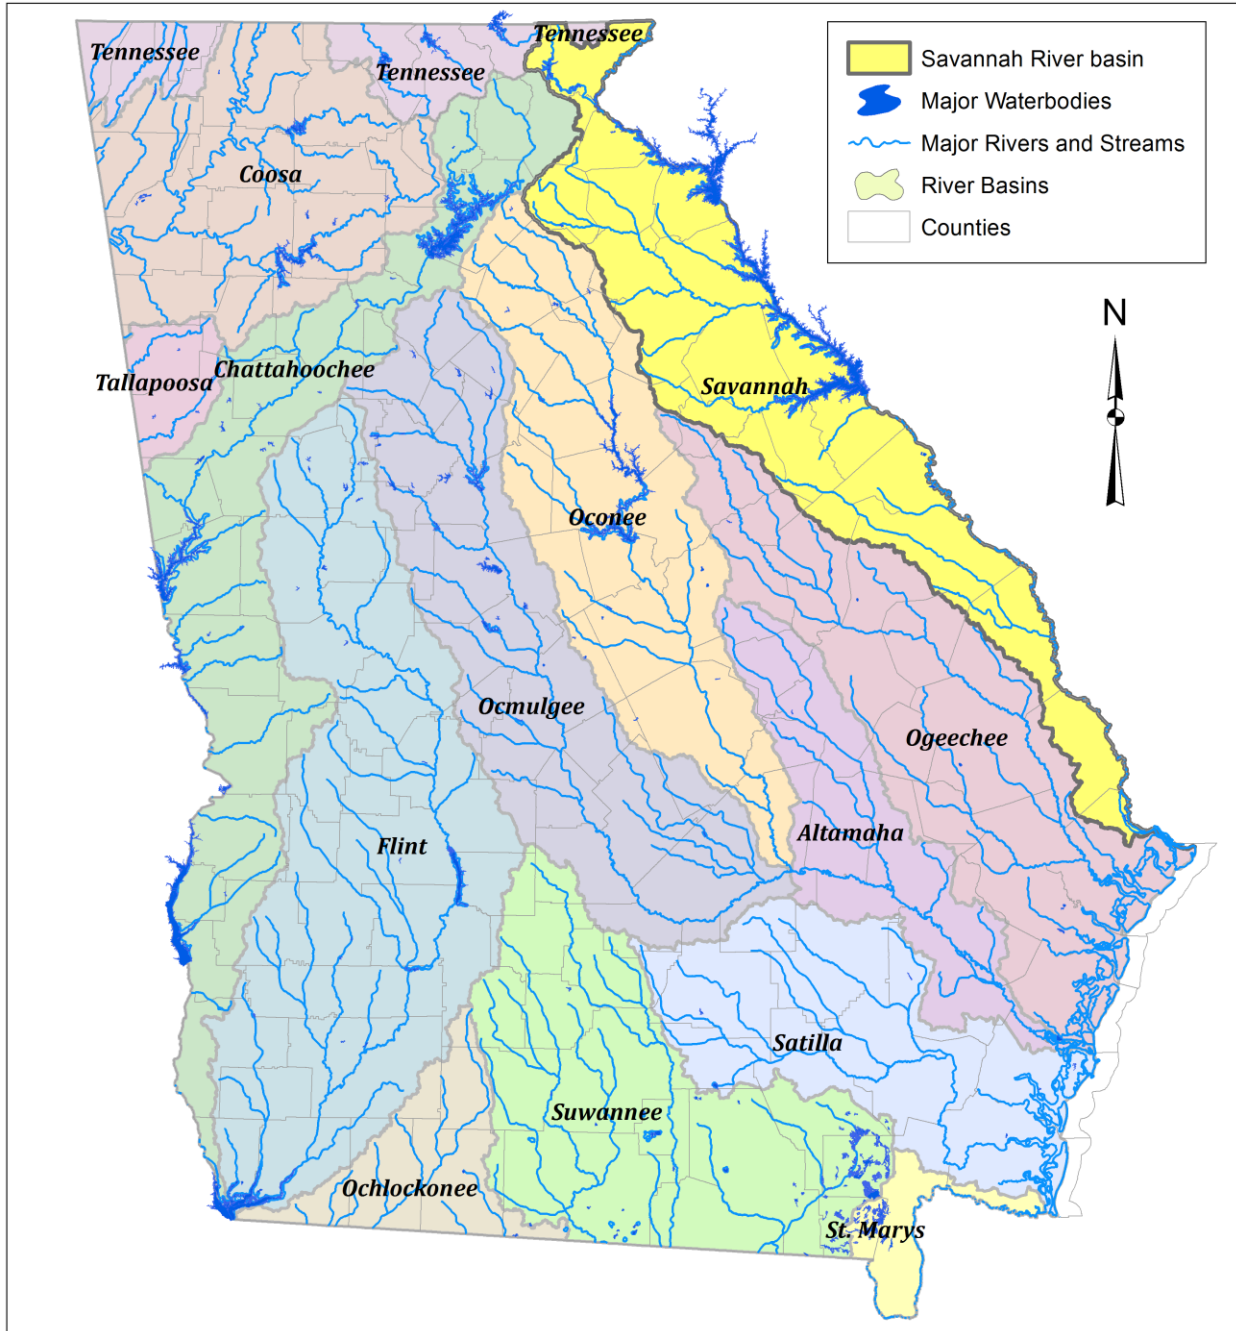 Tennessee
Tennessee
Tennessee
Savannah River basin
Major Waterbodies
Major Rivers and Streams
River Basins
Counties
Coosa
N
Tallapoosa
Chattahoochee
Savannah
Oconee
Ocmulgee
Ogeechee
Flint
Altamaha
Satilla
Suwannee
Ochlockonee
St. Marys